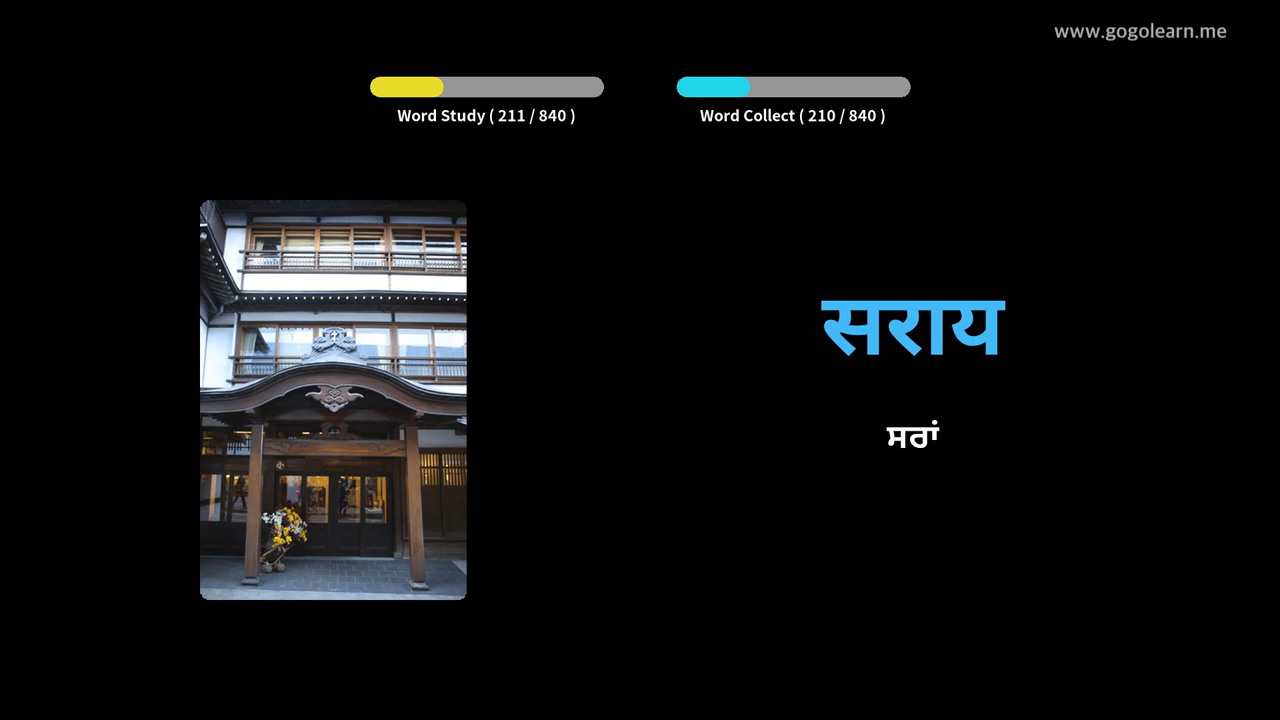 www.gogolearn.me
Word Study ( 211 / 840 )
Word Collect ( 210 / 840 )
सराय
ਸਰਾਂ